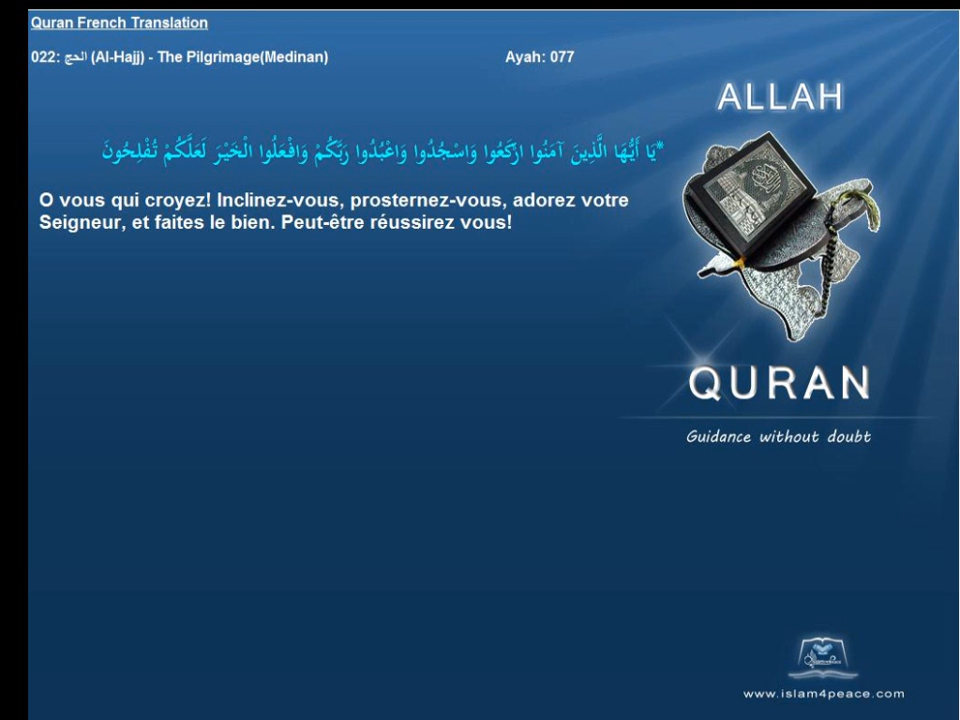 Quran French Translation
022: الحج (Al-Hajj) - The Pilgrimage(Medinan) Ayah: 077
ALLAH
*يَا أَيُّهَا الَّذِينَ آمَنُوا ارْكَعُوا وَاسْجُدُوا وَاعْبُدُوا رَبَّكُمْ وَافْعَلُوا الْخَيْرَ لَعَلَّكُمْ تُفْلِحُونَ
O vous qui croyez! Inclinez-vous, prosternez-vous, adorez votre
Seigneur, et faites le bien. Peut-être réussirez vous!
QURAN
Guidance without doubt
www.islam4peace.com